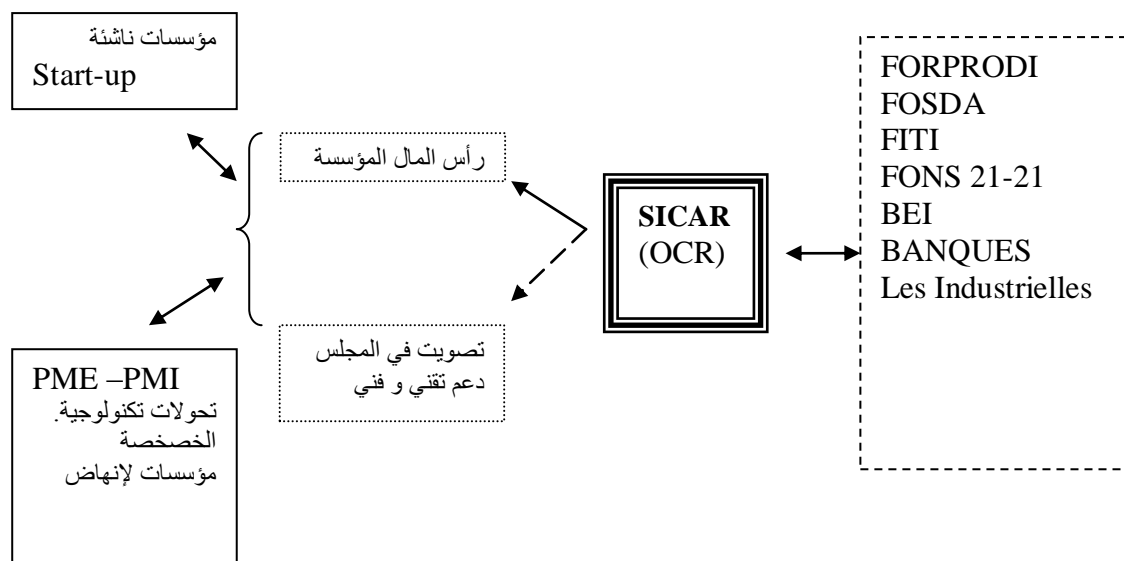 مؤسسات ناشئة
Start-up
رأس المال المؤسسة
تصويت في المجلس
دعم تقني و فني
PME –PMI
تحولات تكنولوجية.
الخصخصة
مؤسسات لإنهاض
SICAR
(OCR)
FORPRODI
FOSDA
FITI
FONS 21-21
BEI
BANQUES
Les Industrielles